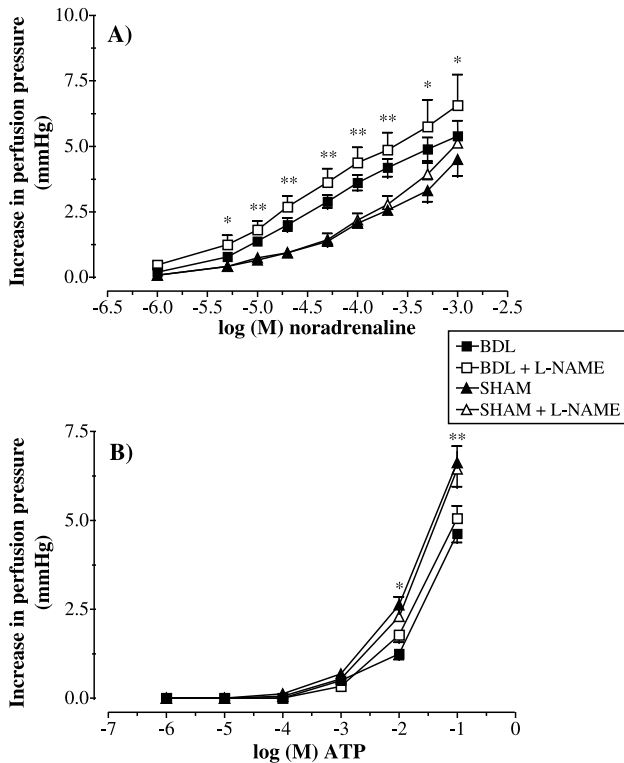 A)
Increase in perfusion pressure
(mmHg)
10.0
7.5
5.0
2.5
0.0
* ** ** ** ** ** * *
-6.5 -6.0 -5.5 -5.0 -4.5 -4.0 -3.5 -3.0 -2.5
log (M) noradrenaline
BDL
BDL + L-NAME
SHAM
SHAM + L-NAME
B)
Increase in perfusion pressure
(mmHg)
7.5
5.0
2.5
0.0
* **
-7 -6 -5 -4 -3 -2 -1 0
log (M) ATP